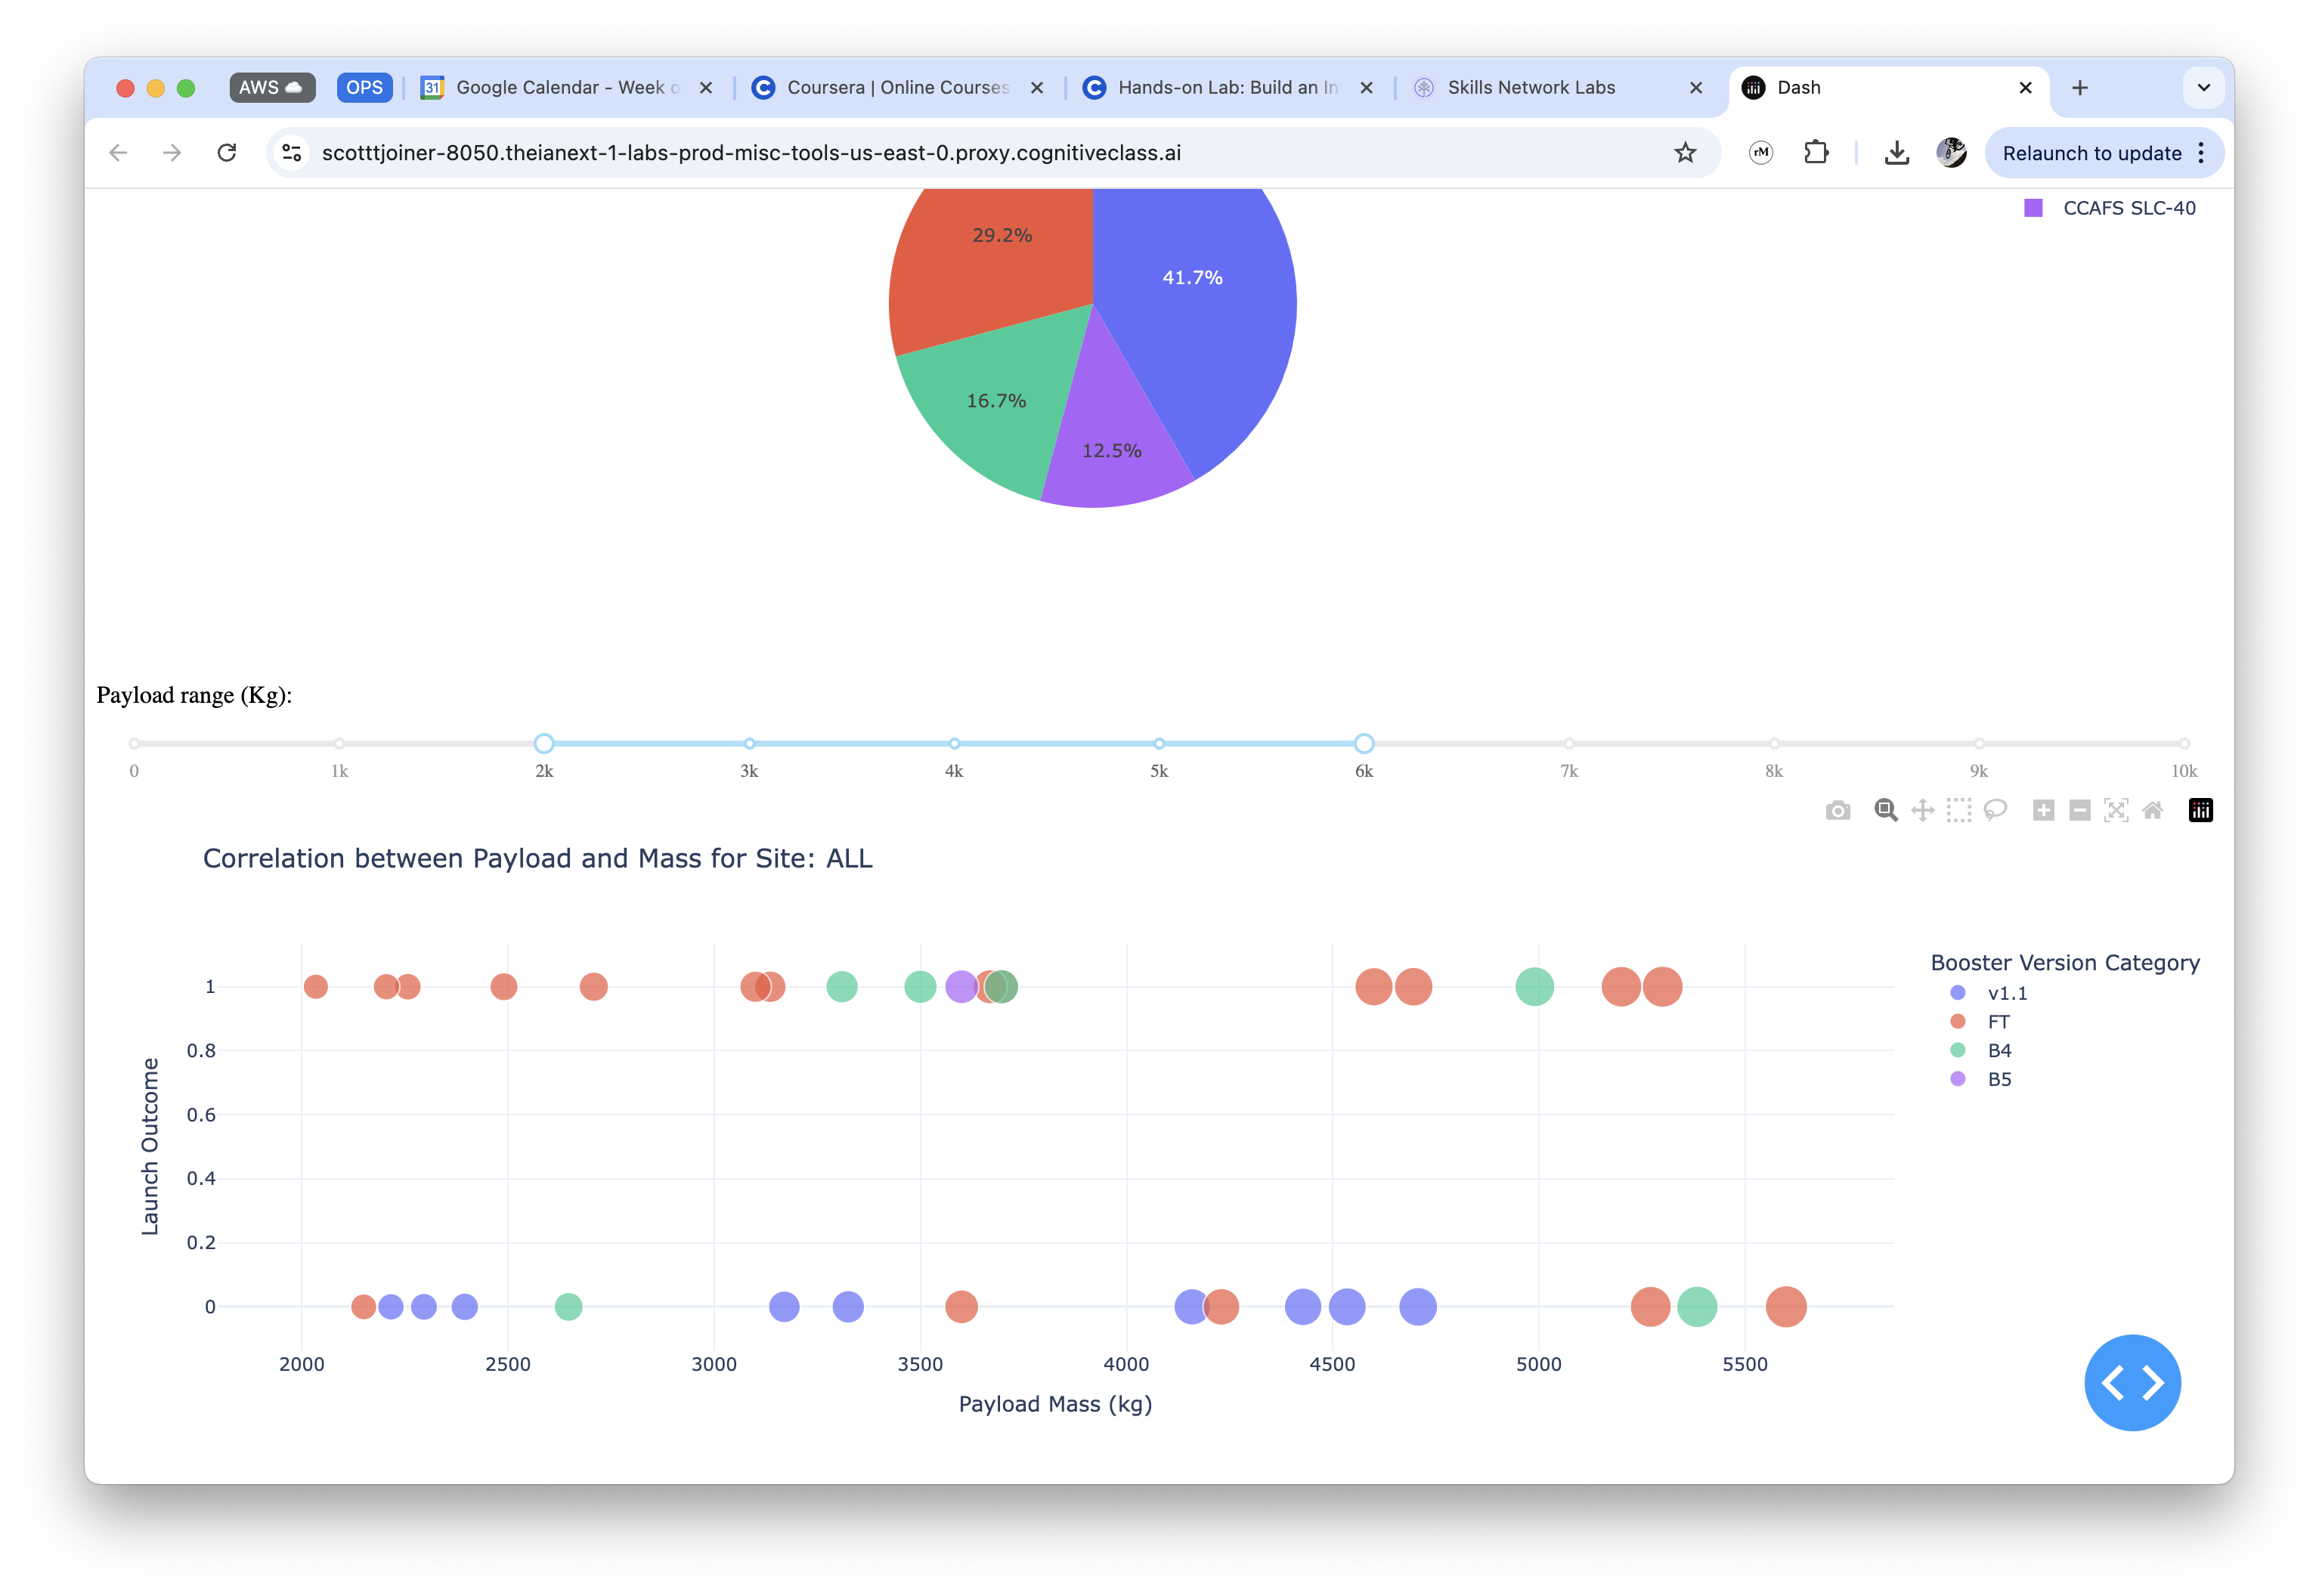 AWS OPS 31 Google Calendar - Week o Coursera | Online Courses Hands-on Lab: Build an In Skills Network Labs Dash
scotttjoiner-8050.theianext-1-labs-prod-misc-tools-us-east-0.proxy.cognitiveclass.ai rM Relaunch to update
CCAFS SLC-40
29.2%
41.7%
16.7%
12.5%
Payload range (Kg):
0 1k 2k 3k 4k 5k 6k 7k 8k 9k 10k
Correlation between Payload and Mass for Site: ALL
Booster Version Category
v1.1
FT
B4
B5
Launch Outcome
1
0.8
0.6
0.4
0.2
0
2000 2500 3000 3500 4000 4500 5000 5500
Payload Mass (kg)